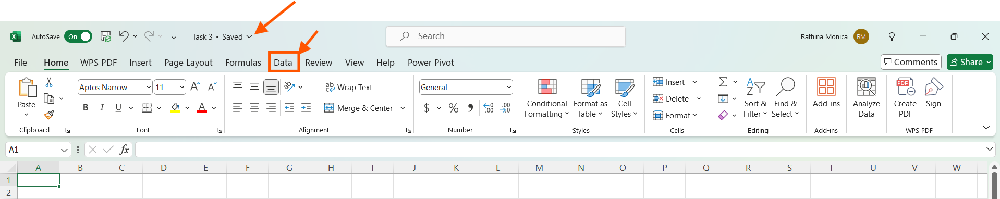 AutoSave On Task 3 • Saved Search Rathina Monica RM
File Home WPS PDF Insert Page Layout Formulas Data Review View Help Power Pivot Comments Share
Aptos Narrow 11 Wrap Text General Insert
Paste B I U A Merge & Center $ % , Conditional Formatting Format as Table Cell Styles Delete Format Sort & Filter Find & Select Add-ins Analyze Data Create PDF Sign
Clipboard Font Alignment Number Styles Cells Editing Add-ins WPS PDF
A1 fx
A B C D E F G H I J K L M N O P Q R S T U V W
1
2